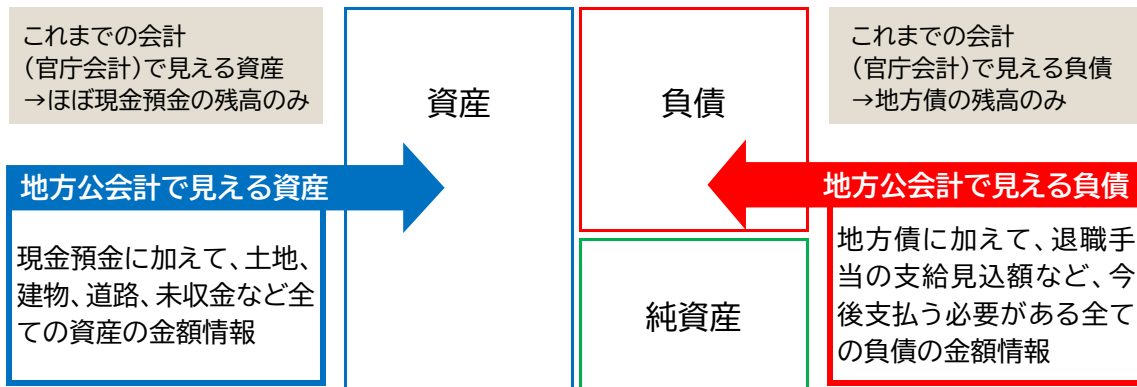 これまでの会計
（官庁会計）で見える資産
→ほぼ現金預金の残高のみ
地方公会計で見える資産
現金預金に加えて、土地、
建物、道路、未収金など全
ての資産の金額情報
資産
負債
純資産
これまでの会計
（官庁会計）で見える負債
→地方債の残高のみ
地方公会計で見える負債
地方債に加えて、退職手
当の支給見込額など、今
後支払う必要がある全て
の負債の金額情報